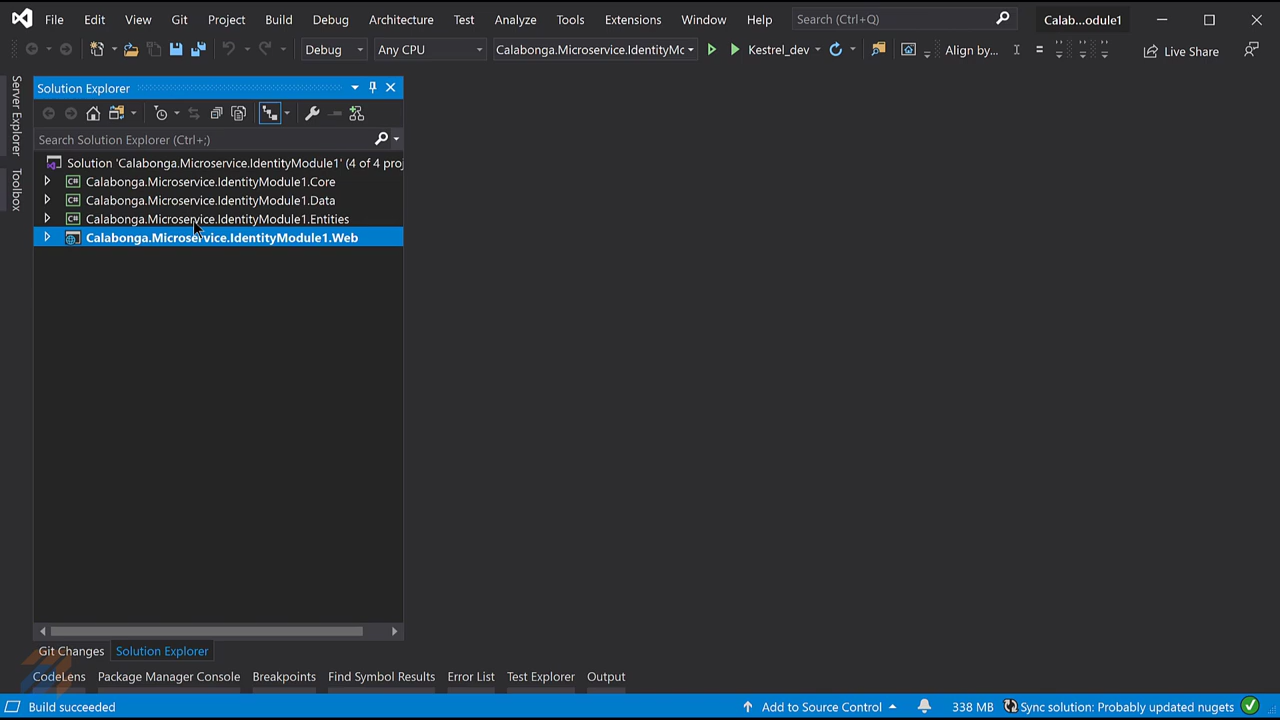 File Edit View Git Project Build Debug Architecture Test Analyze Tools Extensions Window Help Search (Ctrl+Q) Calab...odule1
Debug Any CPU Calabonga.Microservice.IdentityMc Kestrel_dev Align by... Live Share
Server Explorer
Toolbox
Solution Explorer
Search Solution Explorer (Ctrl+;)
Solution 'Calabonga.Microservice.IdentityModule1' (4 of 4 proj
C# Calabonga.Microservice.IdentityModule1.Core
C# Calabonga.Microservice.IdentityModule1.Data
C# Calabonga.Microservice.IdentityModule1.Entities
Calabonga.Microservice.IdentityModule1.Web
Git Changes Solution Explorer
CodeLens Package Manager Console Breakpoints Find Symbol Results Error List Test Explorer Output
Build succeeded Add to Source Control 338 MB Sync solution: Probably updated nugets